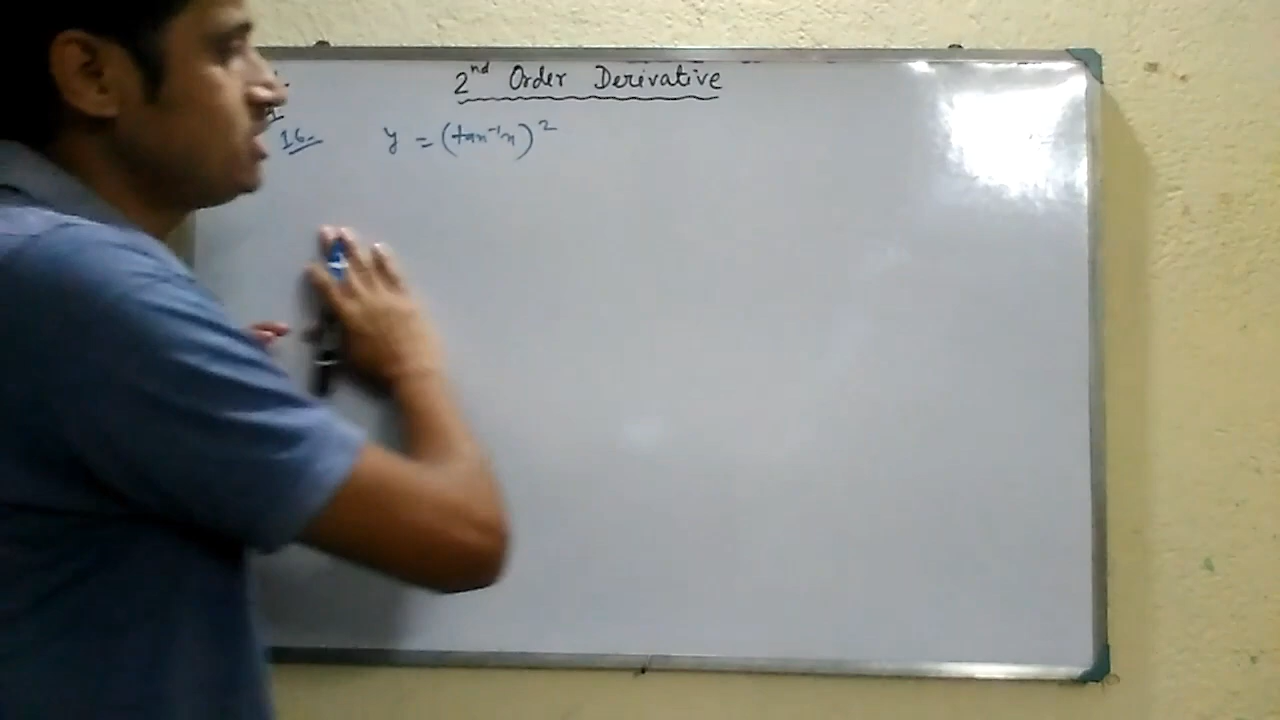 2nd Order Derivative
16. y = (tan⁻¹x)²